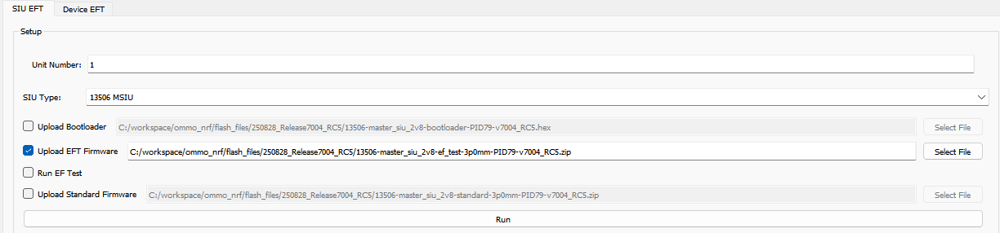 SIU EFT Device EFT
Setup
Unit Number: 1
SIU Type: 13506 MSIU
Upload Bootloader C:/workspace/ommo_nrf/flash_files/250828_Release7004_RC5/13506-master_siu_2v8-bootloader-PID79-v7004_RC5.hex Select File
Upload EFT Firmware C:/workspace/ommo_nrf/flash_files/250828_Release7004_RC5/13506-master_siu_2v8-ef_test-3p0mm-PID79-v7004_RC5.zip Select File
Run EF Test
Upload Standard Firmware C:/workspace/ommo_nrf/flash_files/250828_Release7004_RC5/13506-master_siu_2v8-standard-3p0mm-PID79-v7004_RC5.zip Select File
Run